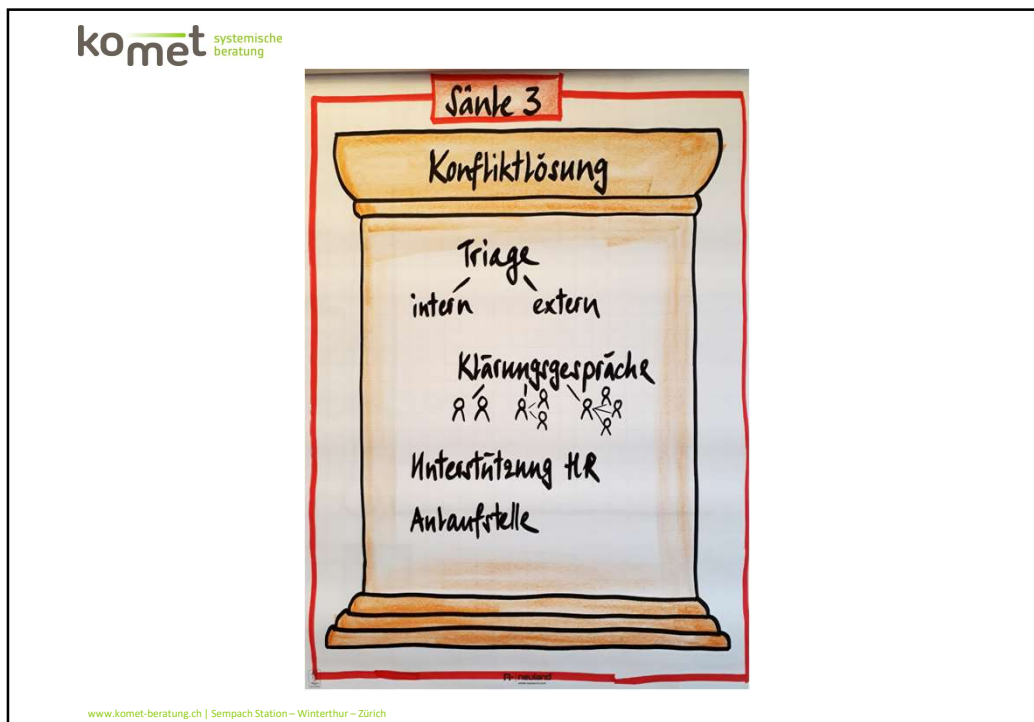 komet systemische
beratung
Säule 3
Konfliktlösung
Triage
intern extern
Klärungsgespräche
Unterstützung HR
Anlaufstelle
neuland
www.komet-beratung.ch | Sempach Station – Winterthur – Zürich